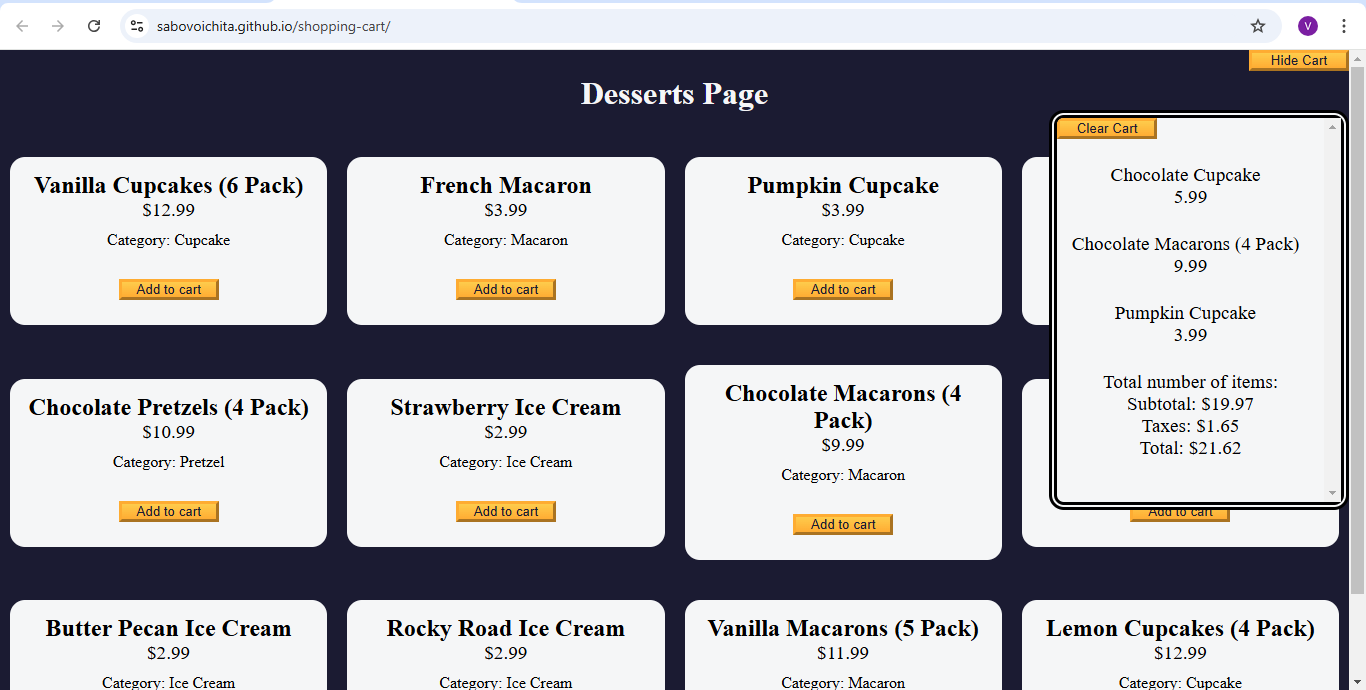 sabovoichita.github.io/shopping-cart/
V
Hide Cart
Desserts Page
Clear Cart
Chocolate Cupcake
5.99
Chocolate Macarons (4 Pack)
9.99
Pumpkin Cupcake
3.99
Total number of items:
Subtotal: $19.97
Taxes: $1.65
Total: $21.62
Vanilla Cupcakes (6 Pack)
$12.99
Category: Cupcake
Add to cart
French Macaron
$3.99
Category: Macaron
Add to cart
Pumpkin Cupcake
$3.99
Category: Cupcake
Add to cart
Chocolate Pretzels (4 Pack)
$10.99
Category: Pretzel
Add to cart
Strawberry Ice Cream
$2.99
Category: Ice Cream
Add to cart
Chocolate Macarons (4
Pack)
$9.99
Category: Macaron
Add to cart
Add to cart
Butter Pecan Ice Cream
$2.99
Category: Ice Cream
Rocky Road Ice Cream
$2.99
Category: Ice Cream
Vanilla Macarons (5 Pack)
$11.99
Category: Macaron
Lemon Cupcakes (4 Pack)
$12.99
Category: Cupcake